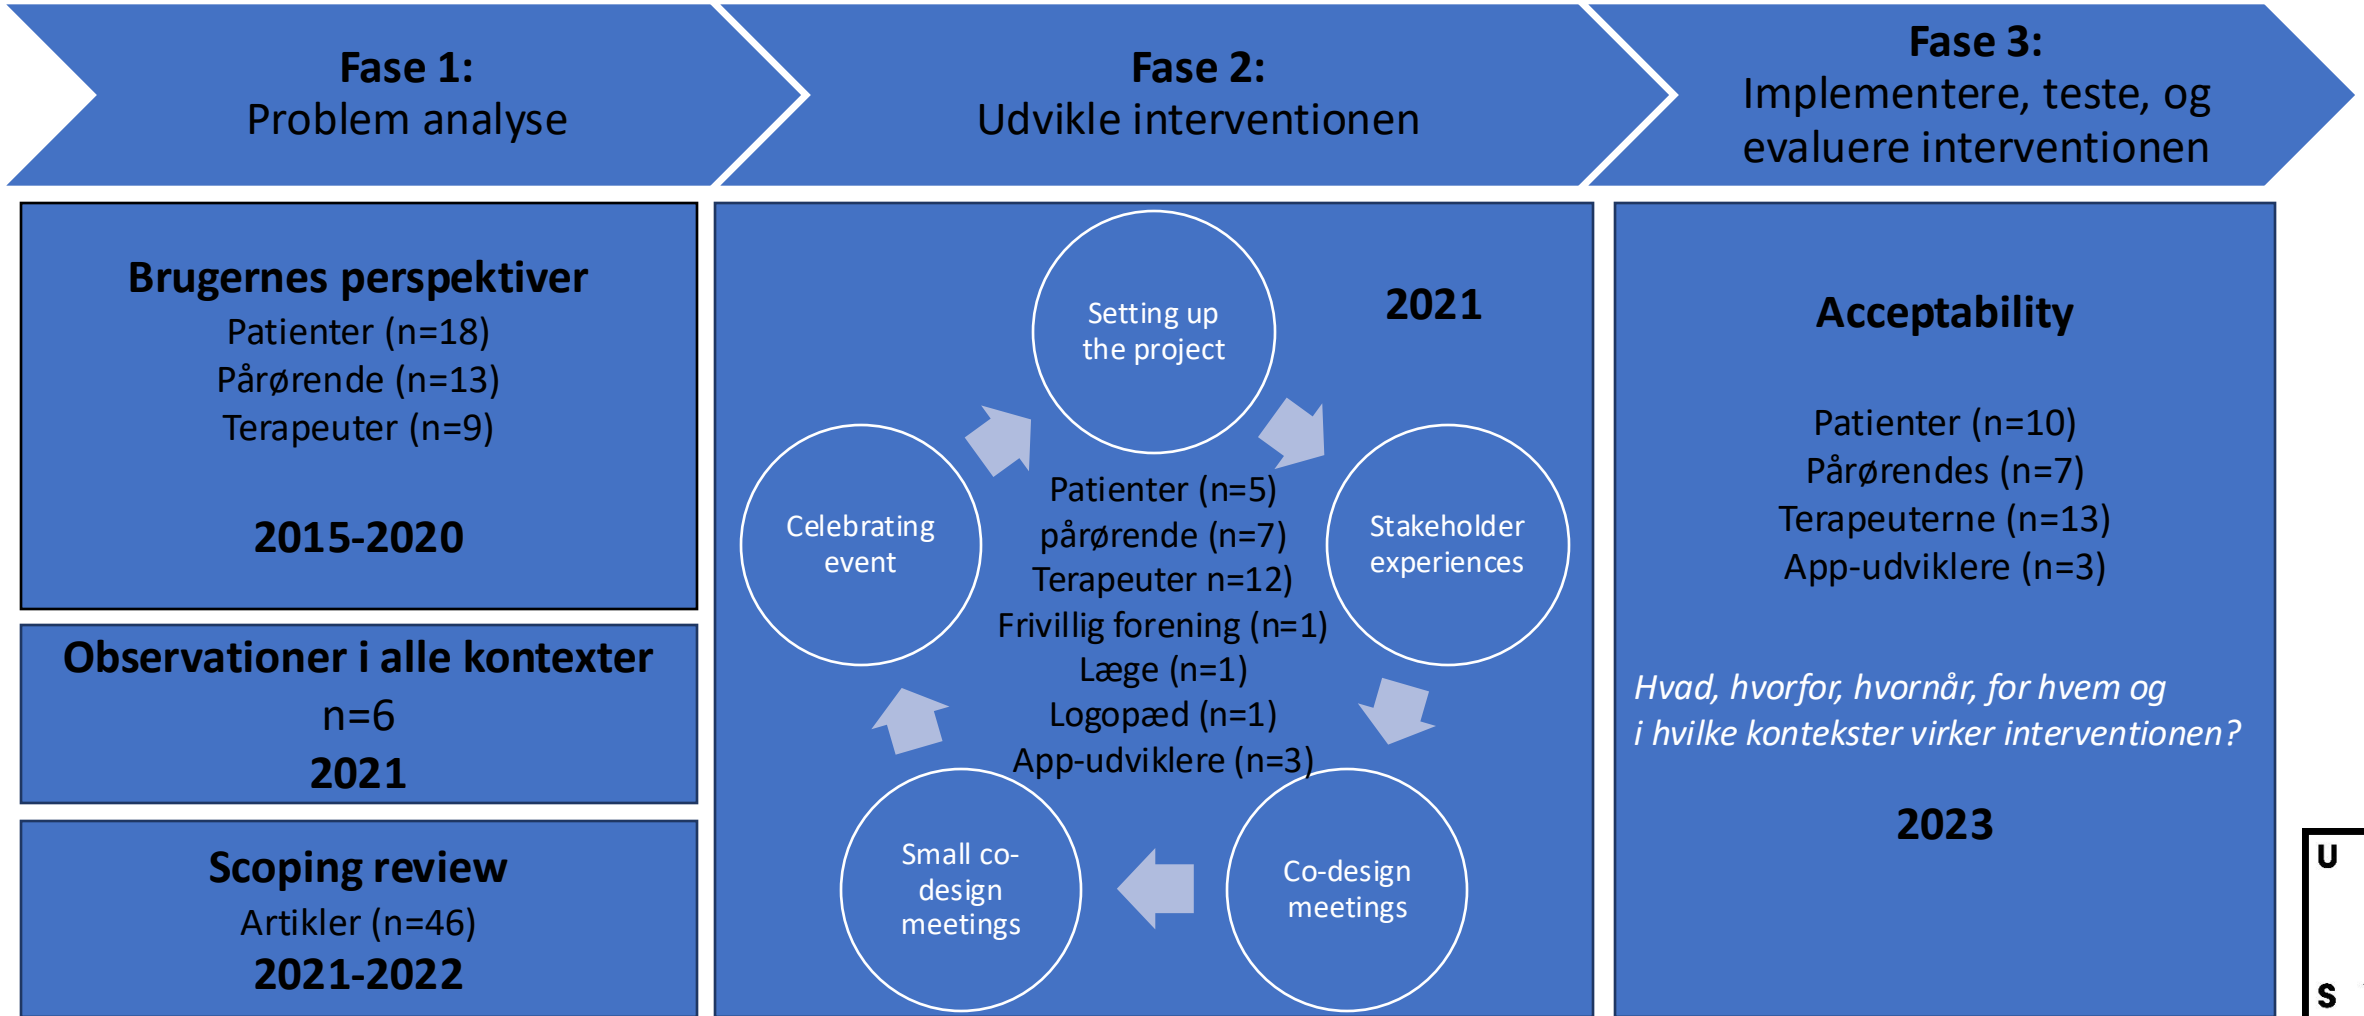 Fase 1:
Problem analyse
Fase 2:
Udvikle interventionen
Fase 3:
Implementere, teste, og
evaluere interventionen
Brugernes perspektiver
Patienter (n=18)
Pårørende (n=13)
Terapeuter (n=9)
2015-2020
Observationer i alle kontexter
n=6
2021
Scoping review
Artikler (n=46)
2021-2022
2021
Setting up
the project
Stakeholder
experiences
Co-design
meetings
Small co-
design
meetings
Celebrating
event
Patienter (n=5)
pårørende (n=7)
Terapeuter n=12)
Frivillig forening (n=1)
Læge (n=1)
Logopæd (n=1)
App-udviklere (n=3)
Acceptability
Patienter (n=10)
Pårørendes (n=7)
Terapeuterne (n=13)
App-udviklere (n=3)
Hvad, hvorfor, hvornår, for hvem og
i hvilke kontekster virker interventionen?
2023
U
S